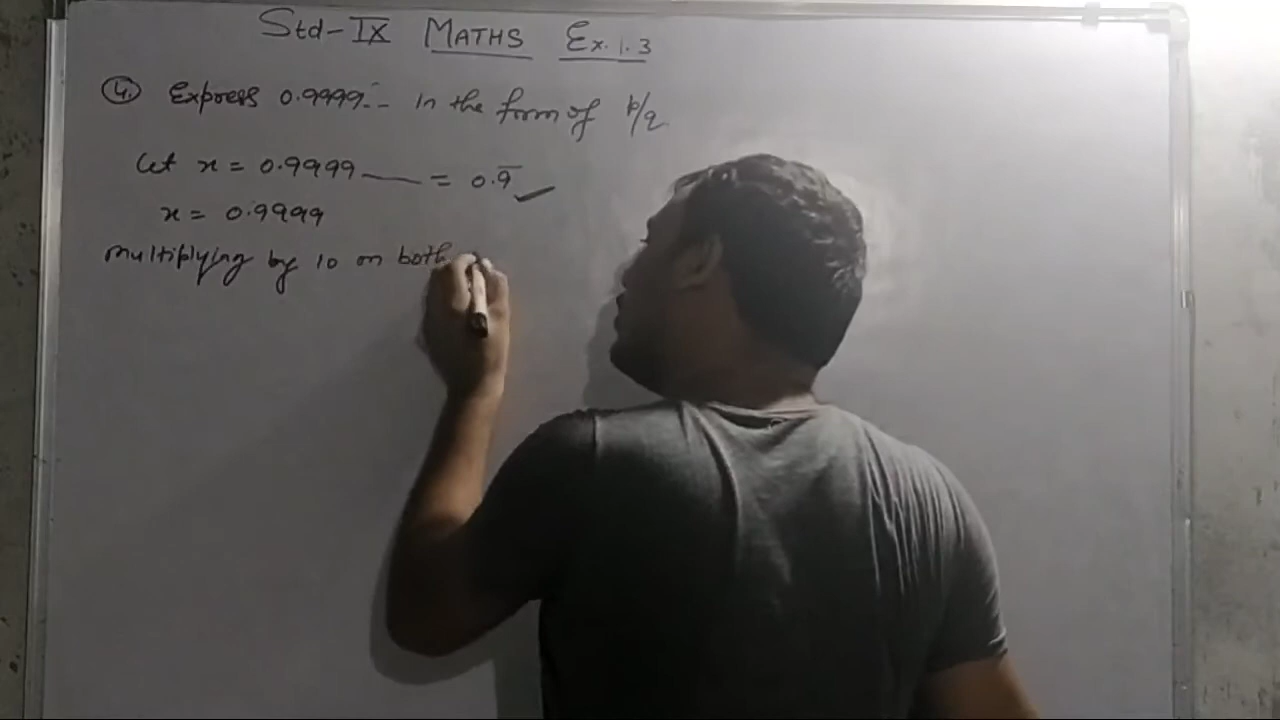 Std-IX MATHS Ex. 1.3
4. Express 0.9999... in the form of p/q.
Let x = 0.9999 ___ = 0.9̅
x = 0.9999
multiplying by 10 on both